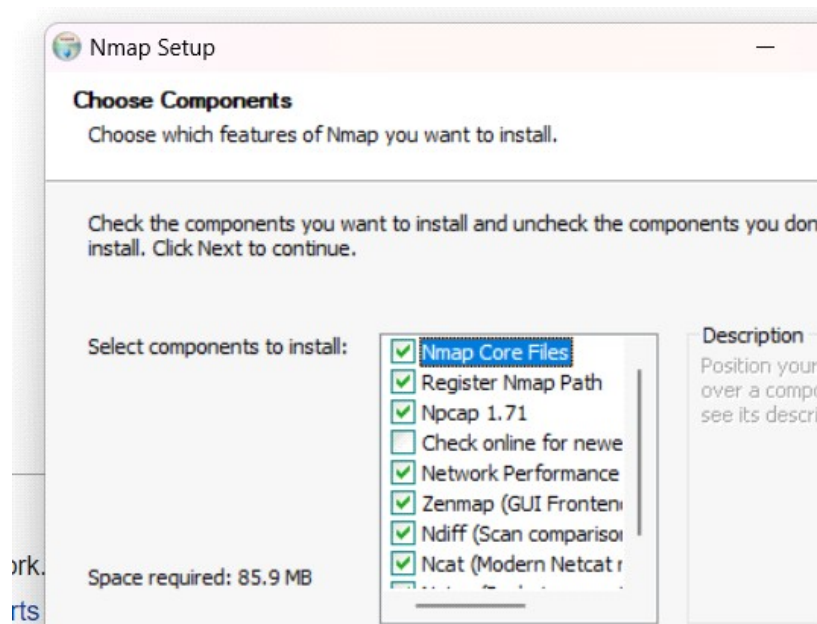 Nmap Setup
Choose Components
Choose which features of Nmap you want to install.
Check the components you want to install and uncheck the components you don
install. Click Next to continue.
Select components to install:
Nmap Core Files
Register Nmap Path
Npcap 1.71
Check online for newe
Network Performance
Zenmap (GUI Fronten
Ndiff (Scan comparison
Ncat (Modern Netcat r
Description
Position your
over a compo
see its descri
Space required: 85.9 MB
ork.
rts